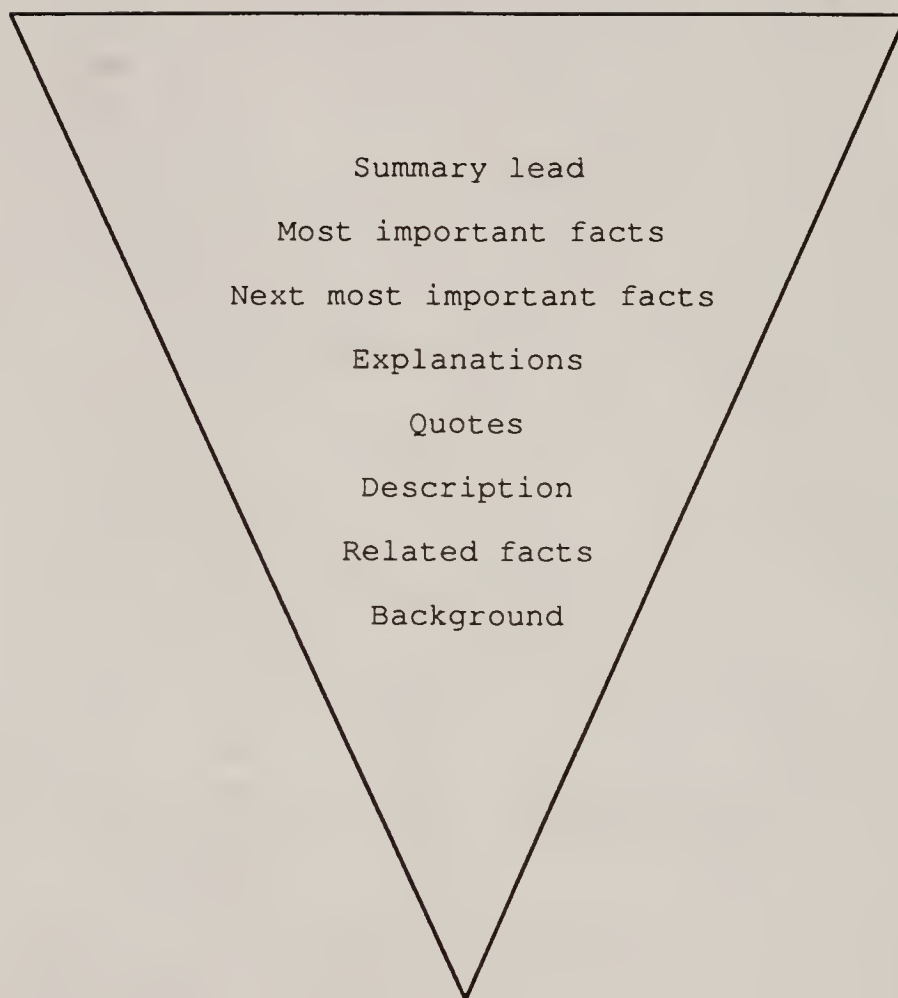 Summary lead
Most important facts
Next most important facts
Explanations
Quotes
Description
Related facts
Background